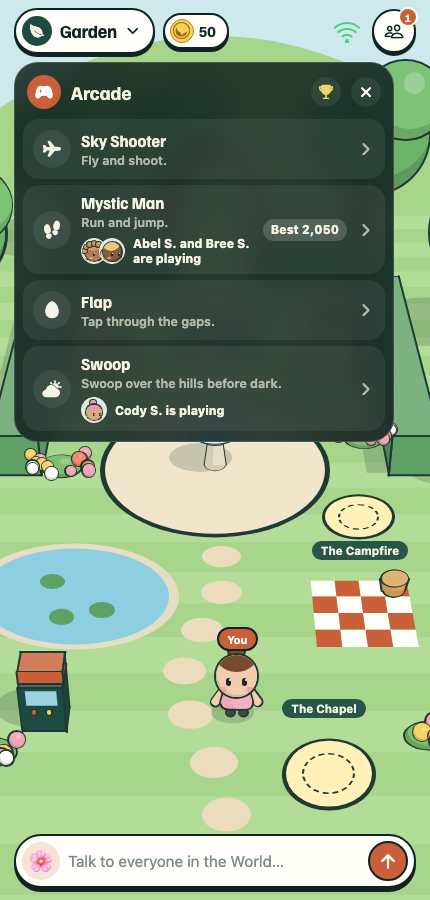 Garden
50
1
Arcade
Sky Shooter
Fly and shoot.
Mystic Man
Run and jump.
Abel S. and Bree S.
are playing
Best 2,050
Flap
Tap through the gaps.
Swoop
Swoop over the hills before dark.
Cody S. is playing
The Campfire
You
The Chapel
Talk to everyone in the World...